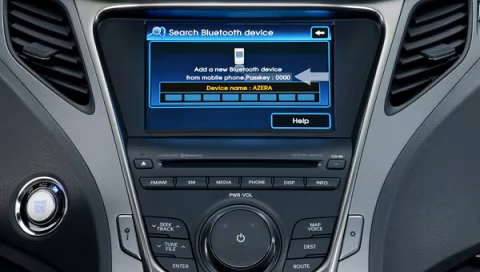 Search Bluetooth device
Add a new Bluetooth device
from mobile phone.Passkey : 0000
Device name : AZERA
Help
FM/AM XM MEDIA PHONE DISP INFO
PWR•VOL
SEEK
TRACK
MAP
VOICE
TUNE
FILE
DEST
ENTER
ROUTE